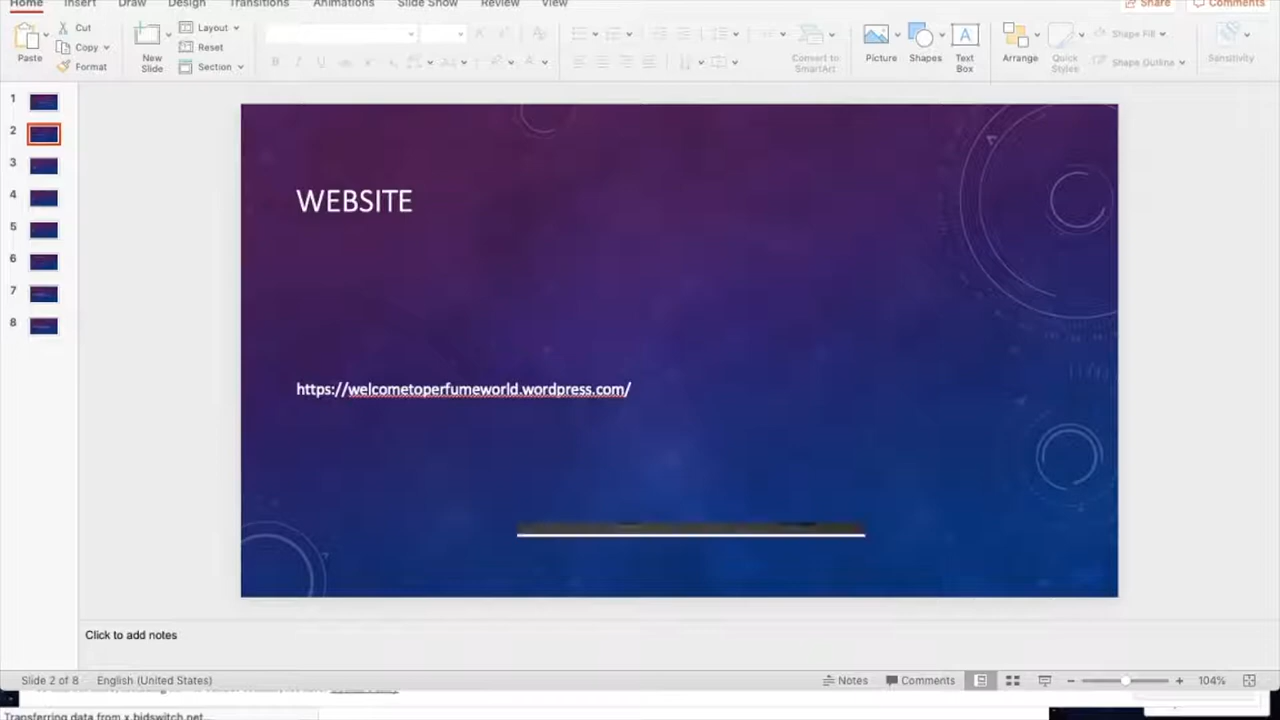 Home Insert Draw Design Transitions Animations Slide Show Review View Share Comments
Paste Cut Copy Format
New Slide Layout Reset Section
Convert to SmartArt
Picture Shapes Text Box
Arrange Quick Styles Shape Fill Shape Outline Sensitivity
1
2
3
4
5
6
7
8
WEBSITE
https://welcometoperfumeworld.wordpress.com/
Click to add notes
Slide 2 of 8 English (United States) Notes Comments 104%
Transferring data from x.bidswitch.net...